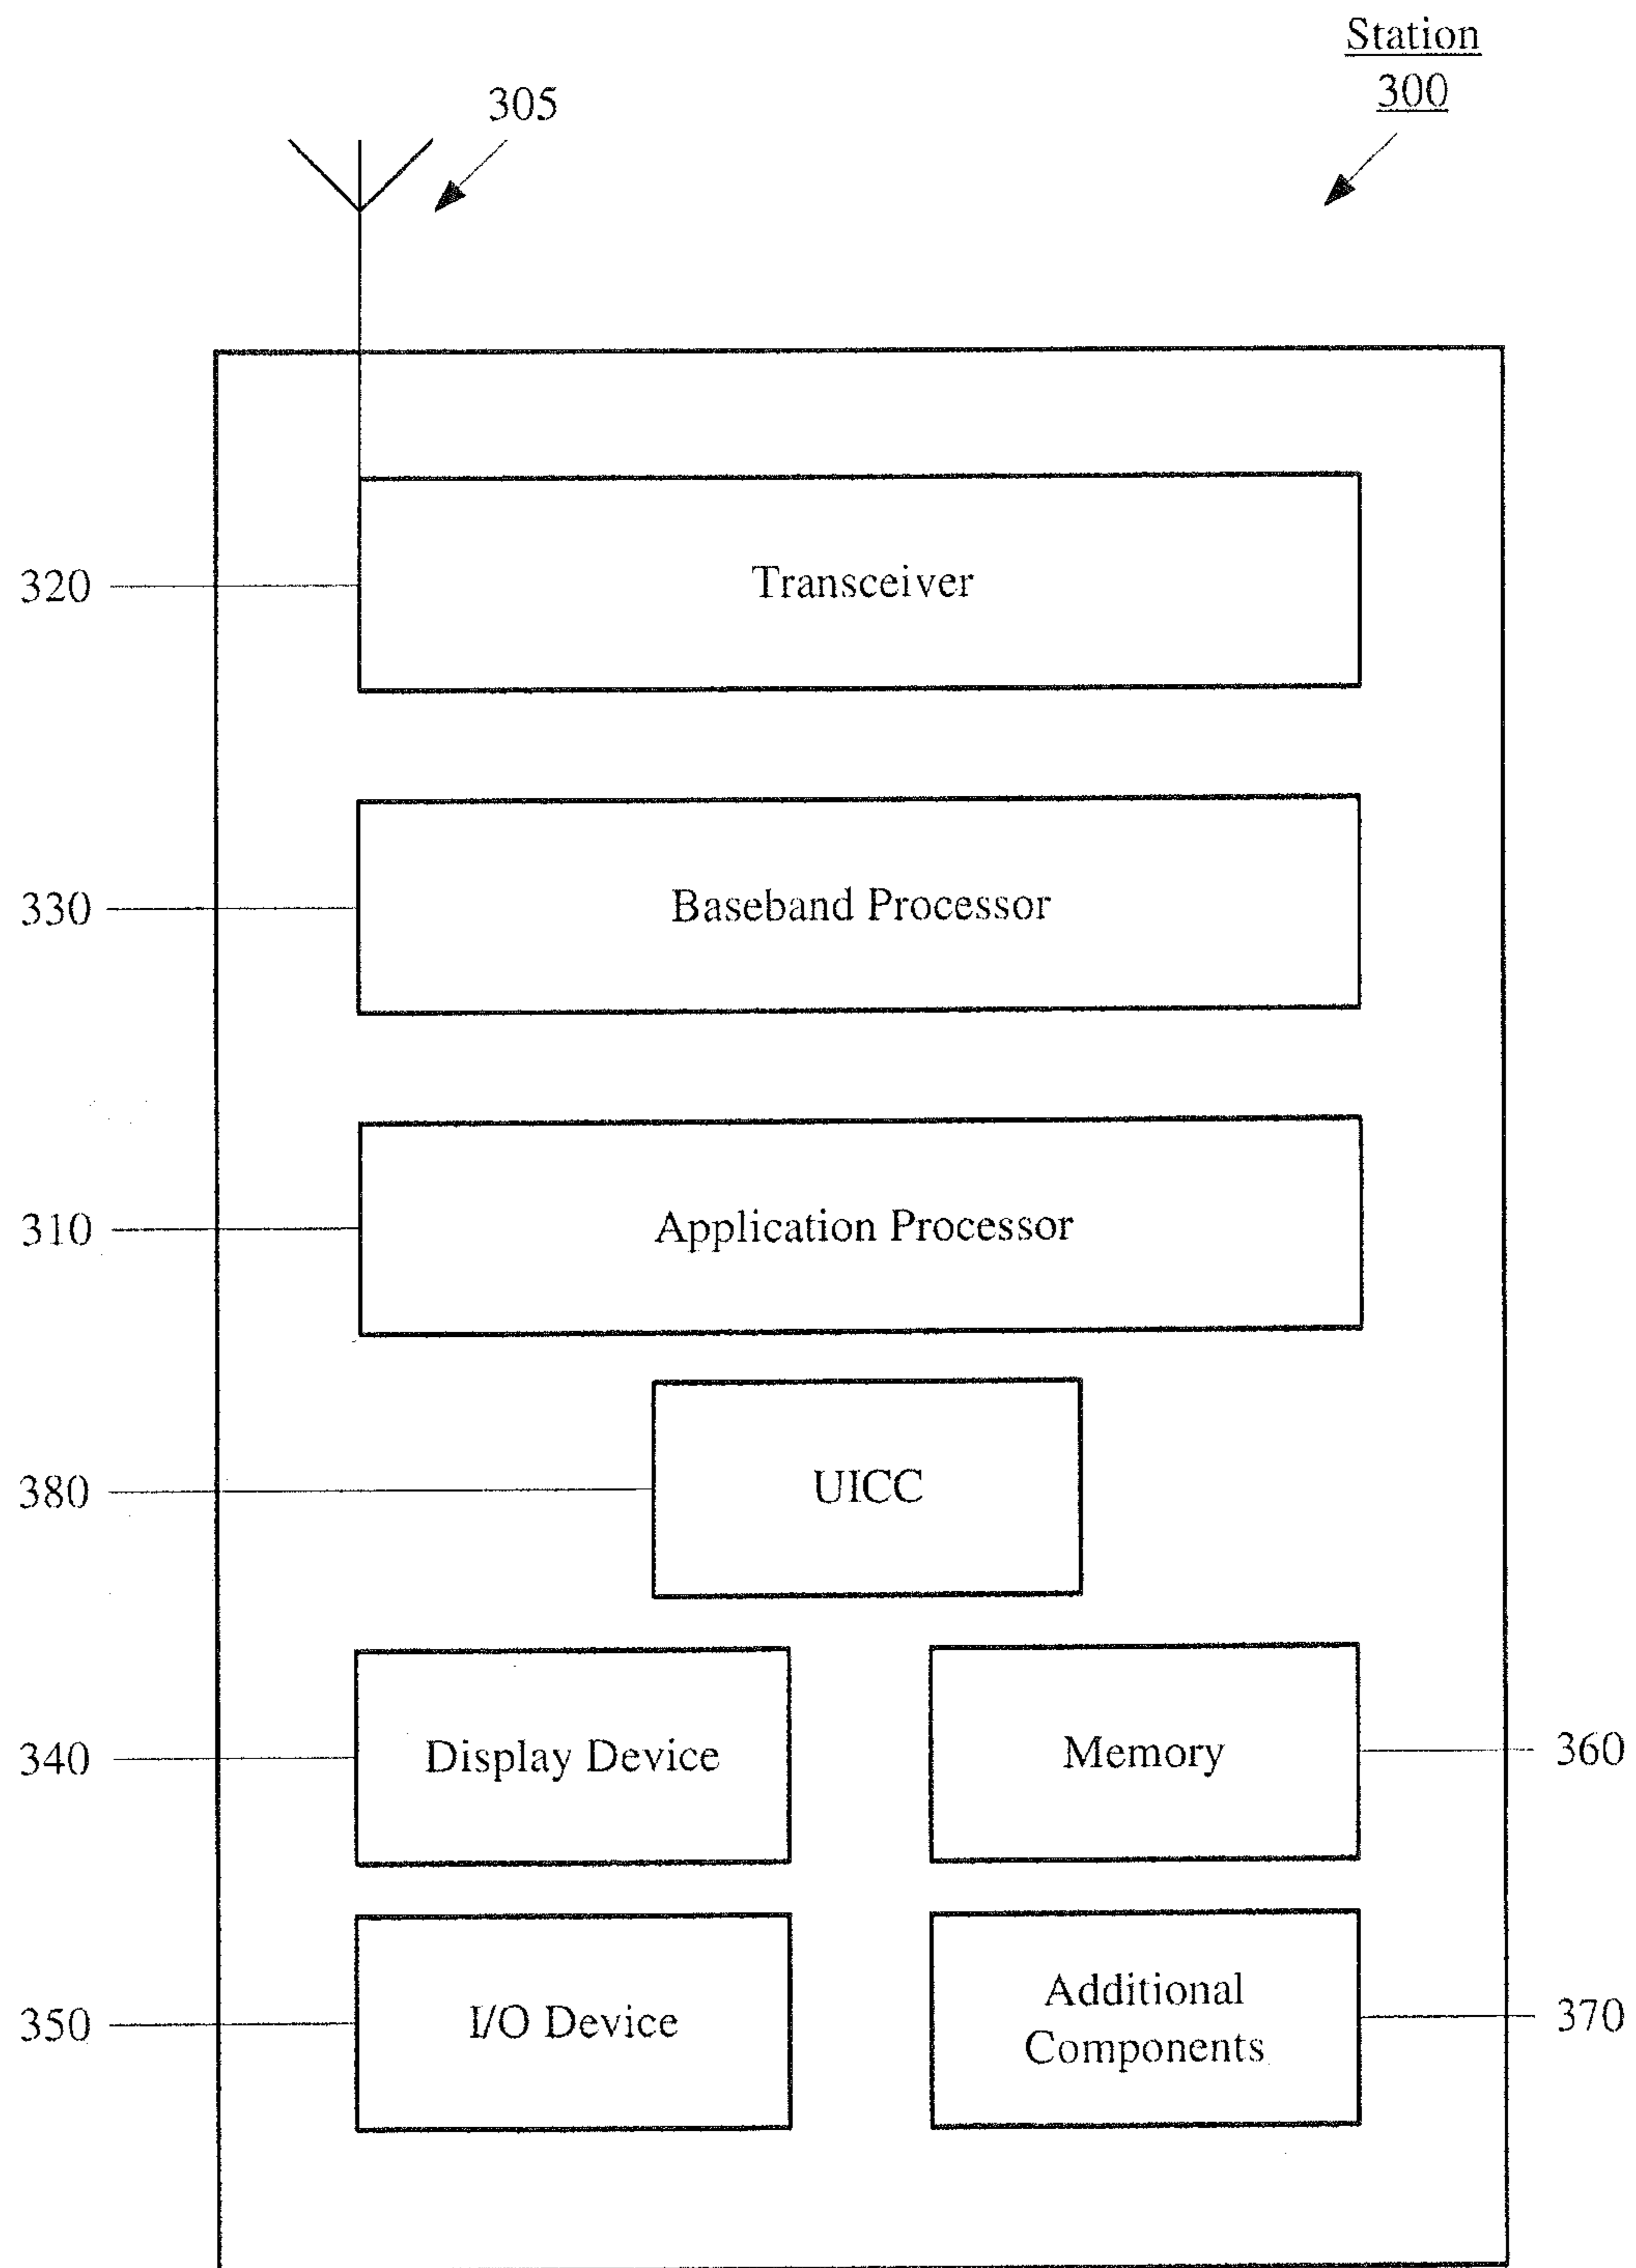 Station
300
305
320
Transceiver
330
Baseband Processor
310
Application Processor
380
UICC
340
Display Device
Memory
360
350
I/O Device
Additional
Components
370